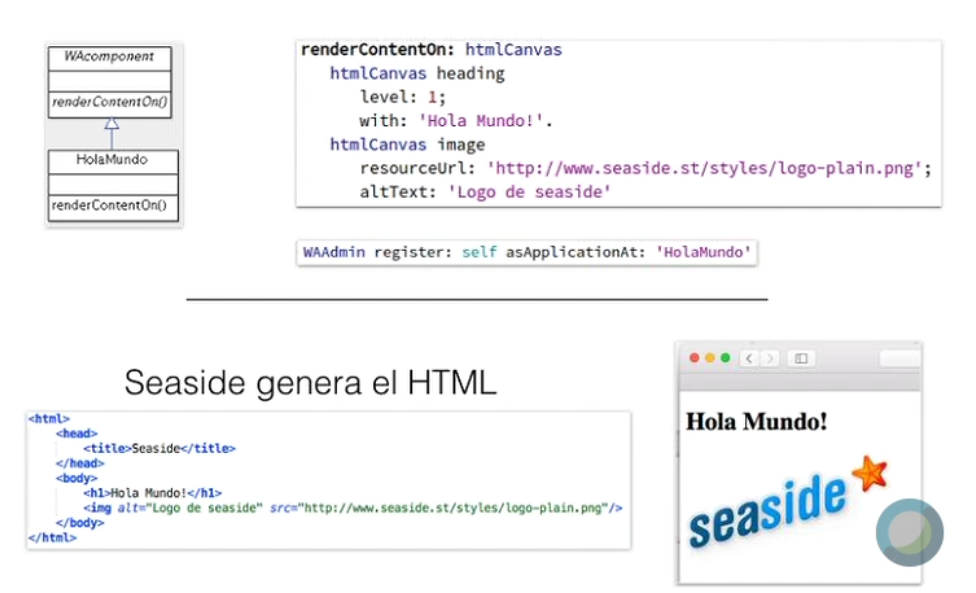 WAcomponent
renderContentOn()
HolaMundo
renderContentOn()
renderContentOn: htmlCanvas
htmlCanvas heading
level: 1;
with: 'Hola Mundo!'.
htmlCanvas image
resourceUrl: 'http://www.seaside.st/styles/logo-plain.png';
altText: 'Logo de seaside'
WAAdmin register: self asApplicationAt: 'HolaMundo'
Seaside genera el HTML
<html>
<head>
<title>Seaside</title>
</head>
<body>
<h1>Hola Mundo!</h1>
<img alt="Logo de seaside" src="http://www.seaside.st/styles/logo-plain.png"/>
</body>
</html>
Hola Mundo!
seaside